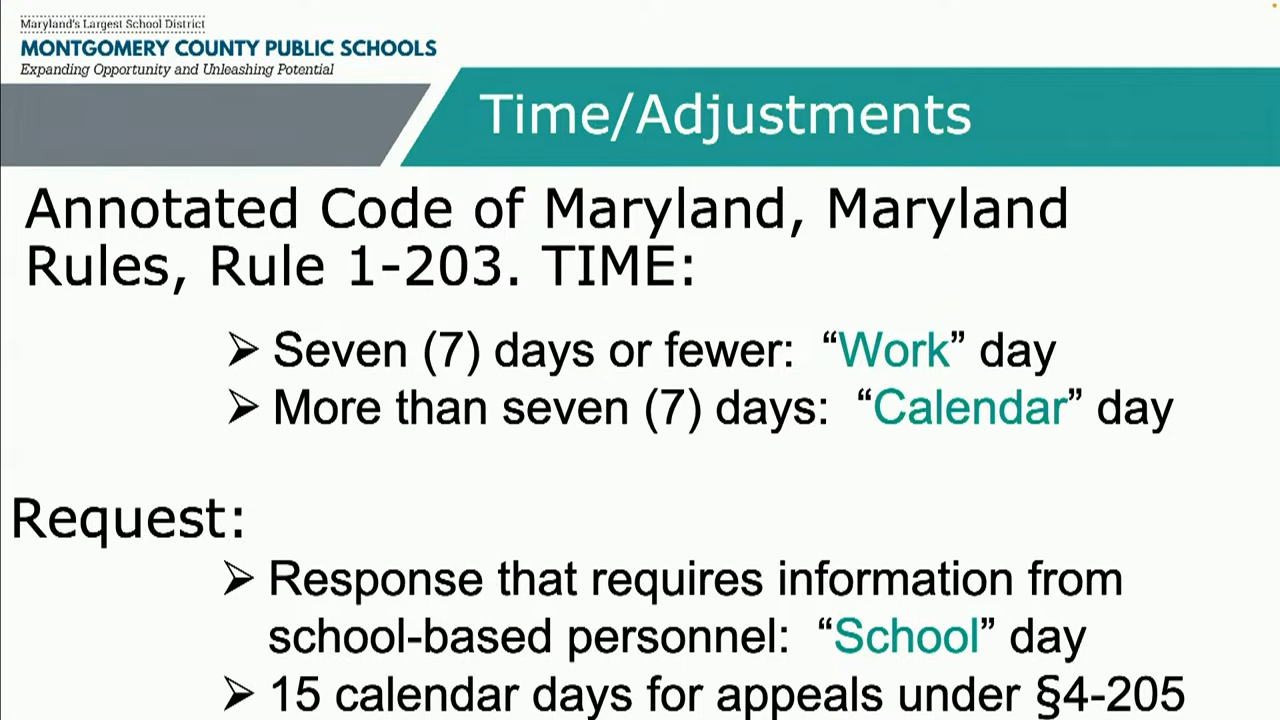 Maryland's Largest School District
MONTGOMERY COUNTY PUBLIC SCHOOLS
Expanding Opportunity and Unleashing Potential
Time/Adjustments
Annotated Code of Maryland, Maryland
Rules, Rule 1-203. TIME:
➢ Seven (7) days or fewer: “Work” day
➢ More than seven (7) days: “Calendar” day
Request:
➢ Response that requires information from
school-based personnel: “School” day
➢ 15 calendar days for appeals under §4-205